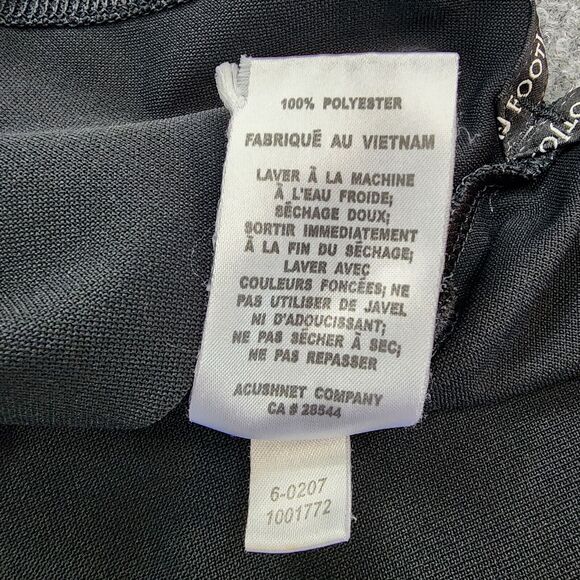 100% POLYESTER
FABRIQUÉ AU VIETNAM
LAVER À LA MACHINE
À L'EAU FROIDE;
SÉCHAGE DOUX;
SORTIR IMMEDIATEMENT
À LA FIN DU SÉCHAGE;
LAVER AVEC
COULEURS FONCÉES; NE
PAS UTILISER DE JAVEL
NI D'ADOUCISSANT;
NE PAS SÉCHER À SEC;
NE PAS REPASSER
ACUSHNET COMPANY
CA # 28544
6-0207
1001772